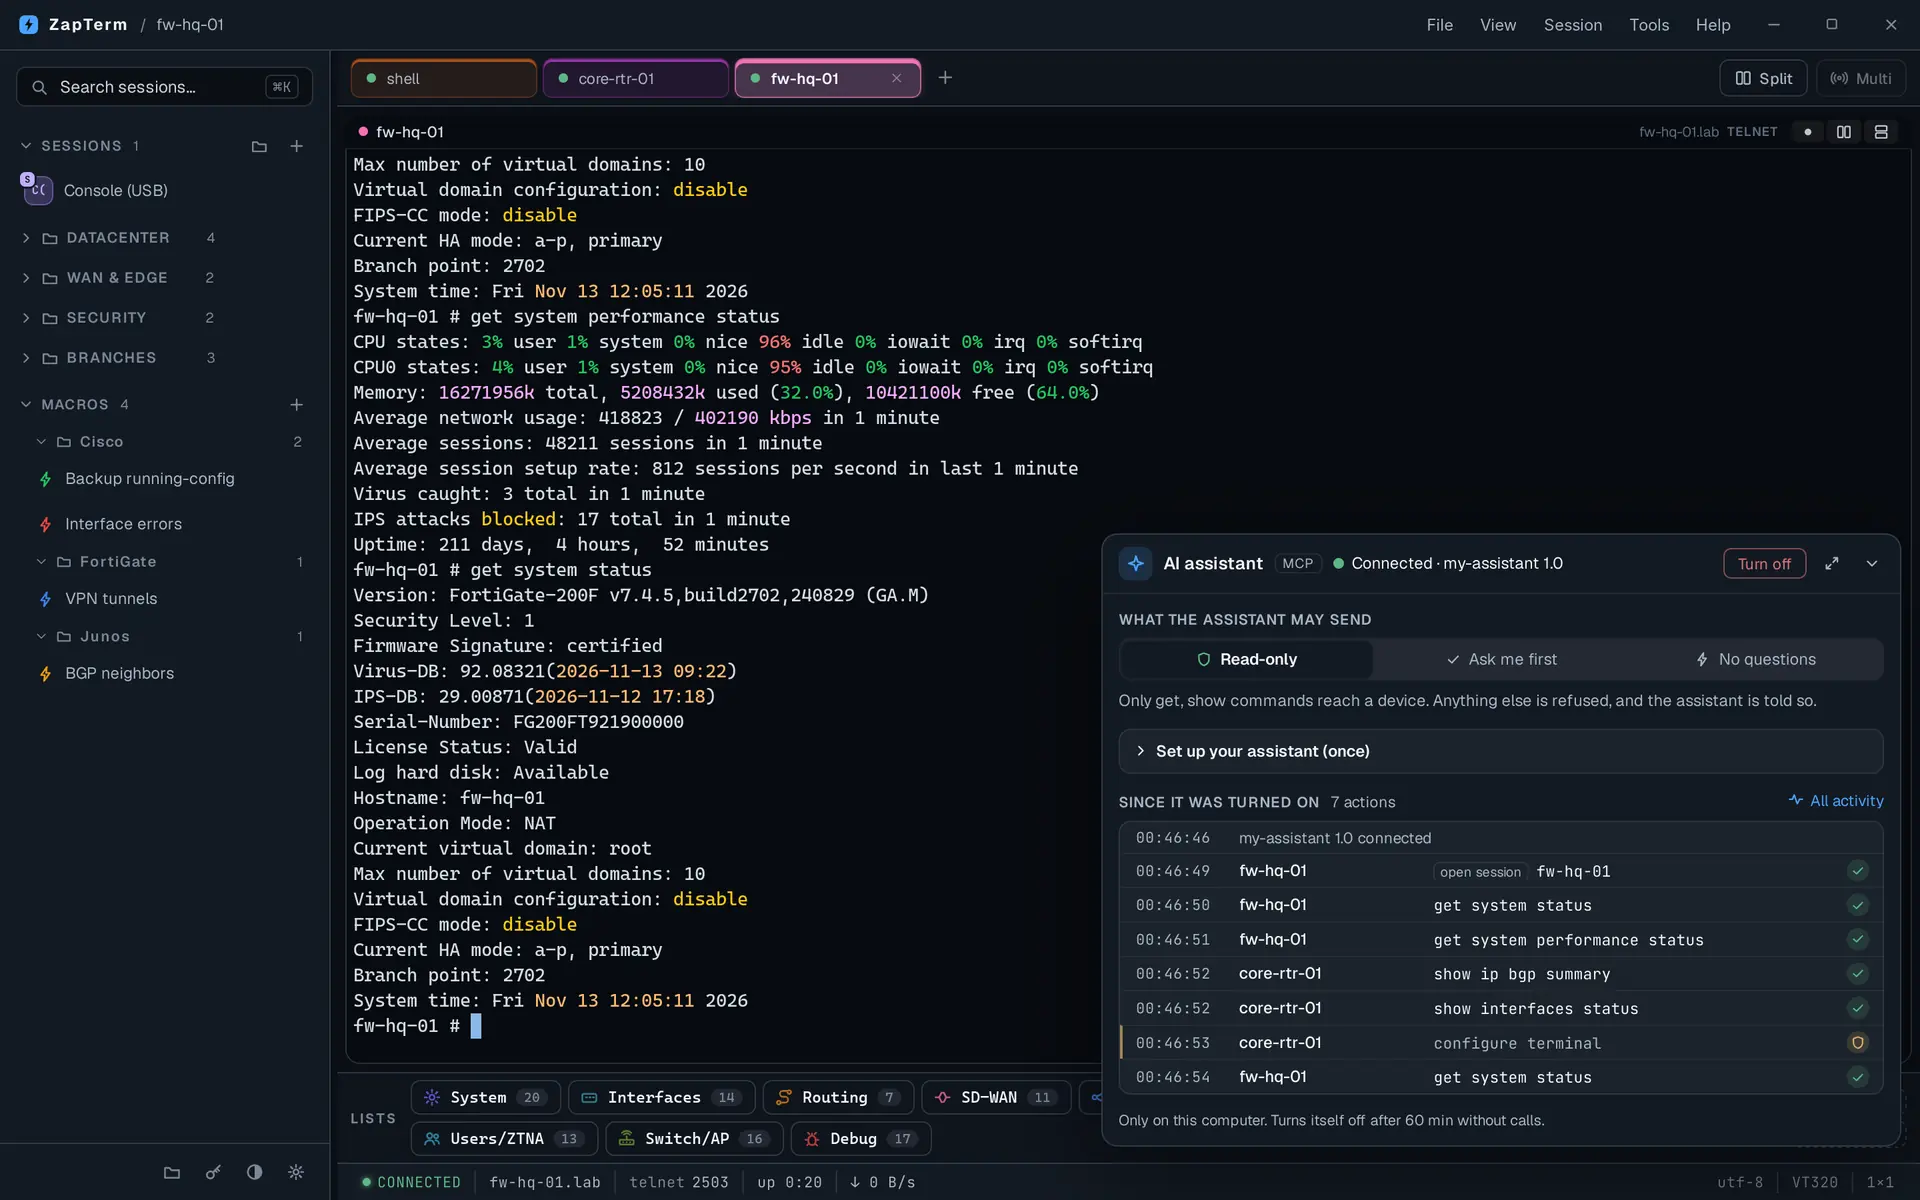 ZapTerm / fw-hq-01
File View Session Tools Help
Search sessions… ⌘K
SESSIONS 1
S
Console (USB)
DATACENTER 4
WAN & EDGE 2
SECURITY 2
BRANCHES 3
MACROS 4
Cisco 2
Backup running-config
Interface errors
FortiGate 1
VPN tunnels
Junos 1
BGP neighbors
shell core-rtr-01 fw-hq-01
Split Multi
fw-hq-01
fw-hq-01.lab TELNET
Max number of virtual domains: 10
Virtual domain configuration: disable
FIPS-CC mode: disable
Current HA mode: a-p, primary
Branch point: 2702
System time: Fri Nov 13 12:05:11 2026
fw-hq-01 # get system performance status
CPU states: 3% user 1% system 0% nice 96% idle 0% iowait 0% irq 0% softirq
CPU0 states: 4% user 1% system 0% nice 95% idle 0% iowait 0% irq 0% softirq
Memory: 16271956k total, 5208432k used (32.0%), 10421100k free (64.0%)
Average network usage: 418823 / 402190 kbps in 1 minute
Average sessions: 48211 sessions in 1 minute
Average session setup rate: 812 sessions per second in last 1 minute
Virus caught: 3 total in 1 minute
IPS attacks blocked: 17 total in 1 minute
Uptime: 211 days, 4 hours, 52 minutes
fw-hq-01 # get system status
Version: FortiGate-200F v7.4.5,build2702,240829 (GA.M)
Security Level: 1
Firmware Signature: certified
Virus-DB: 92.08321(2026-11-13 09:22)
IPS-DB: 29.00871(2026-11-12 17:18)
Serial-Number: FG200FT921900000
License Status: Valid
Log hard disk: Available
Hostname: fw-hq-01
Operation Mode: NAT
Current virtual domain: root
Max number of virtual domains: 10
Virtual domain configuration: disable
FIPS-CC mode: disable
Current HA mode: a-p, primary
Branch point: 2702
System time: Fri Nov 13 12:05:11 2026
fw-hq-01 #
AI assistant MCP Connected · my-assistant 1.0 Turn off
WHAT THE ASSISTANT MAY SEND
Read-only Ask me first No questions
Only get, show commands reach a device. Anything else is refused, and the assistant is told so.
Set up your assistant (once)
SINCE IT WAS TURNED ON 7 actions All activity
00:46:46 my-assistant 1.0 connected
00:46:49 fw-hq-01 open session fw-hq-01
00:46:50 fw-hq-01 get system status
00:46:51 fw-hq-01 get system performance status
00:46:52 core-rtr-01 show ip bgp summary
00:46:52 core-rtr-01 show interfaces status
00:46:53 core-rtr-01 configure terminal
00:46:54 fw-hq-01 get system status
Only on this computer. Turns itself off after 60 min without calls.
LISTS
System 20 Interfaces 14 Routing 7 SD-WAN 11
Users/ZTNA 13 Switch/AP 16 Debug 17
CONNECTED fw-hq-01.lab telnet 2503 up 0:20 ↓ 0 B/s
utf-8 VT320 1×1